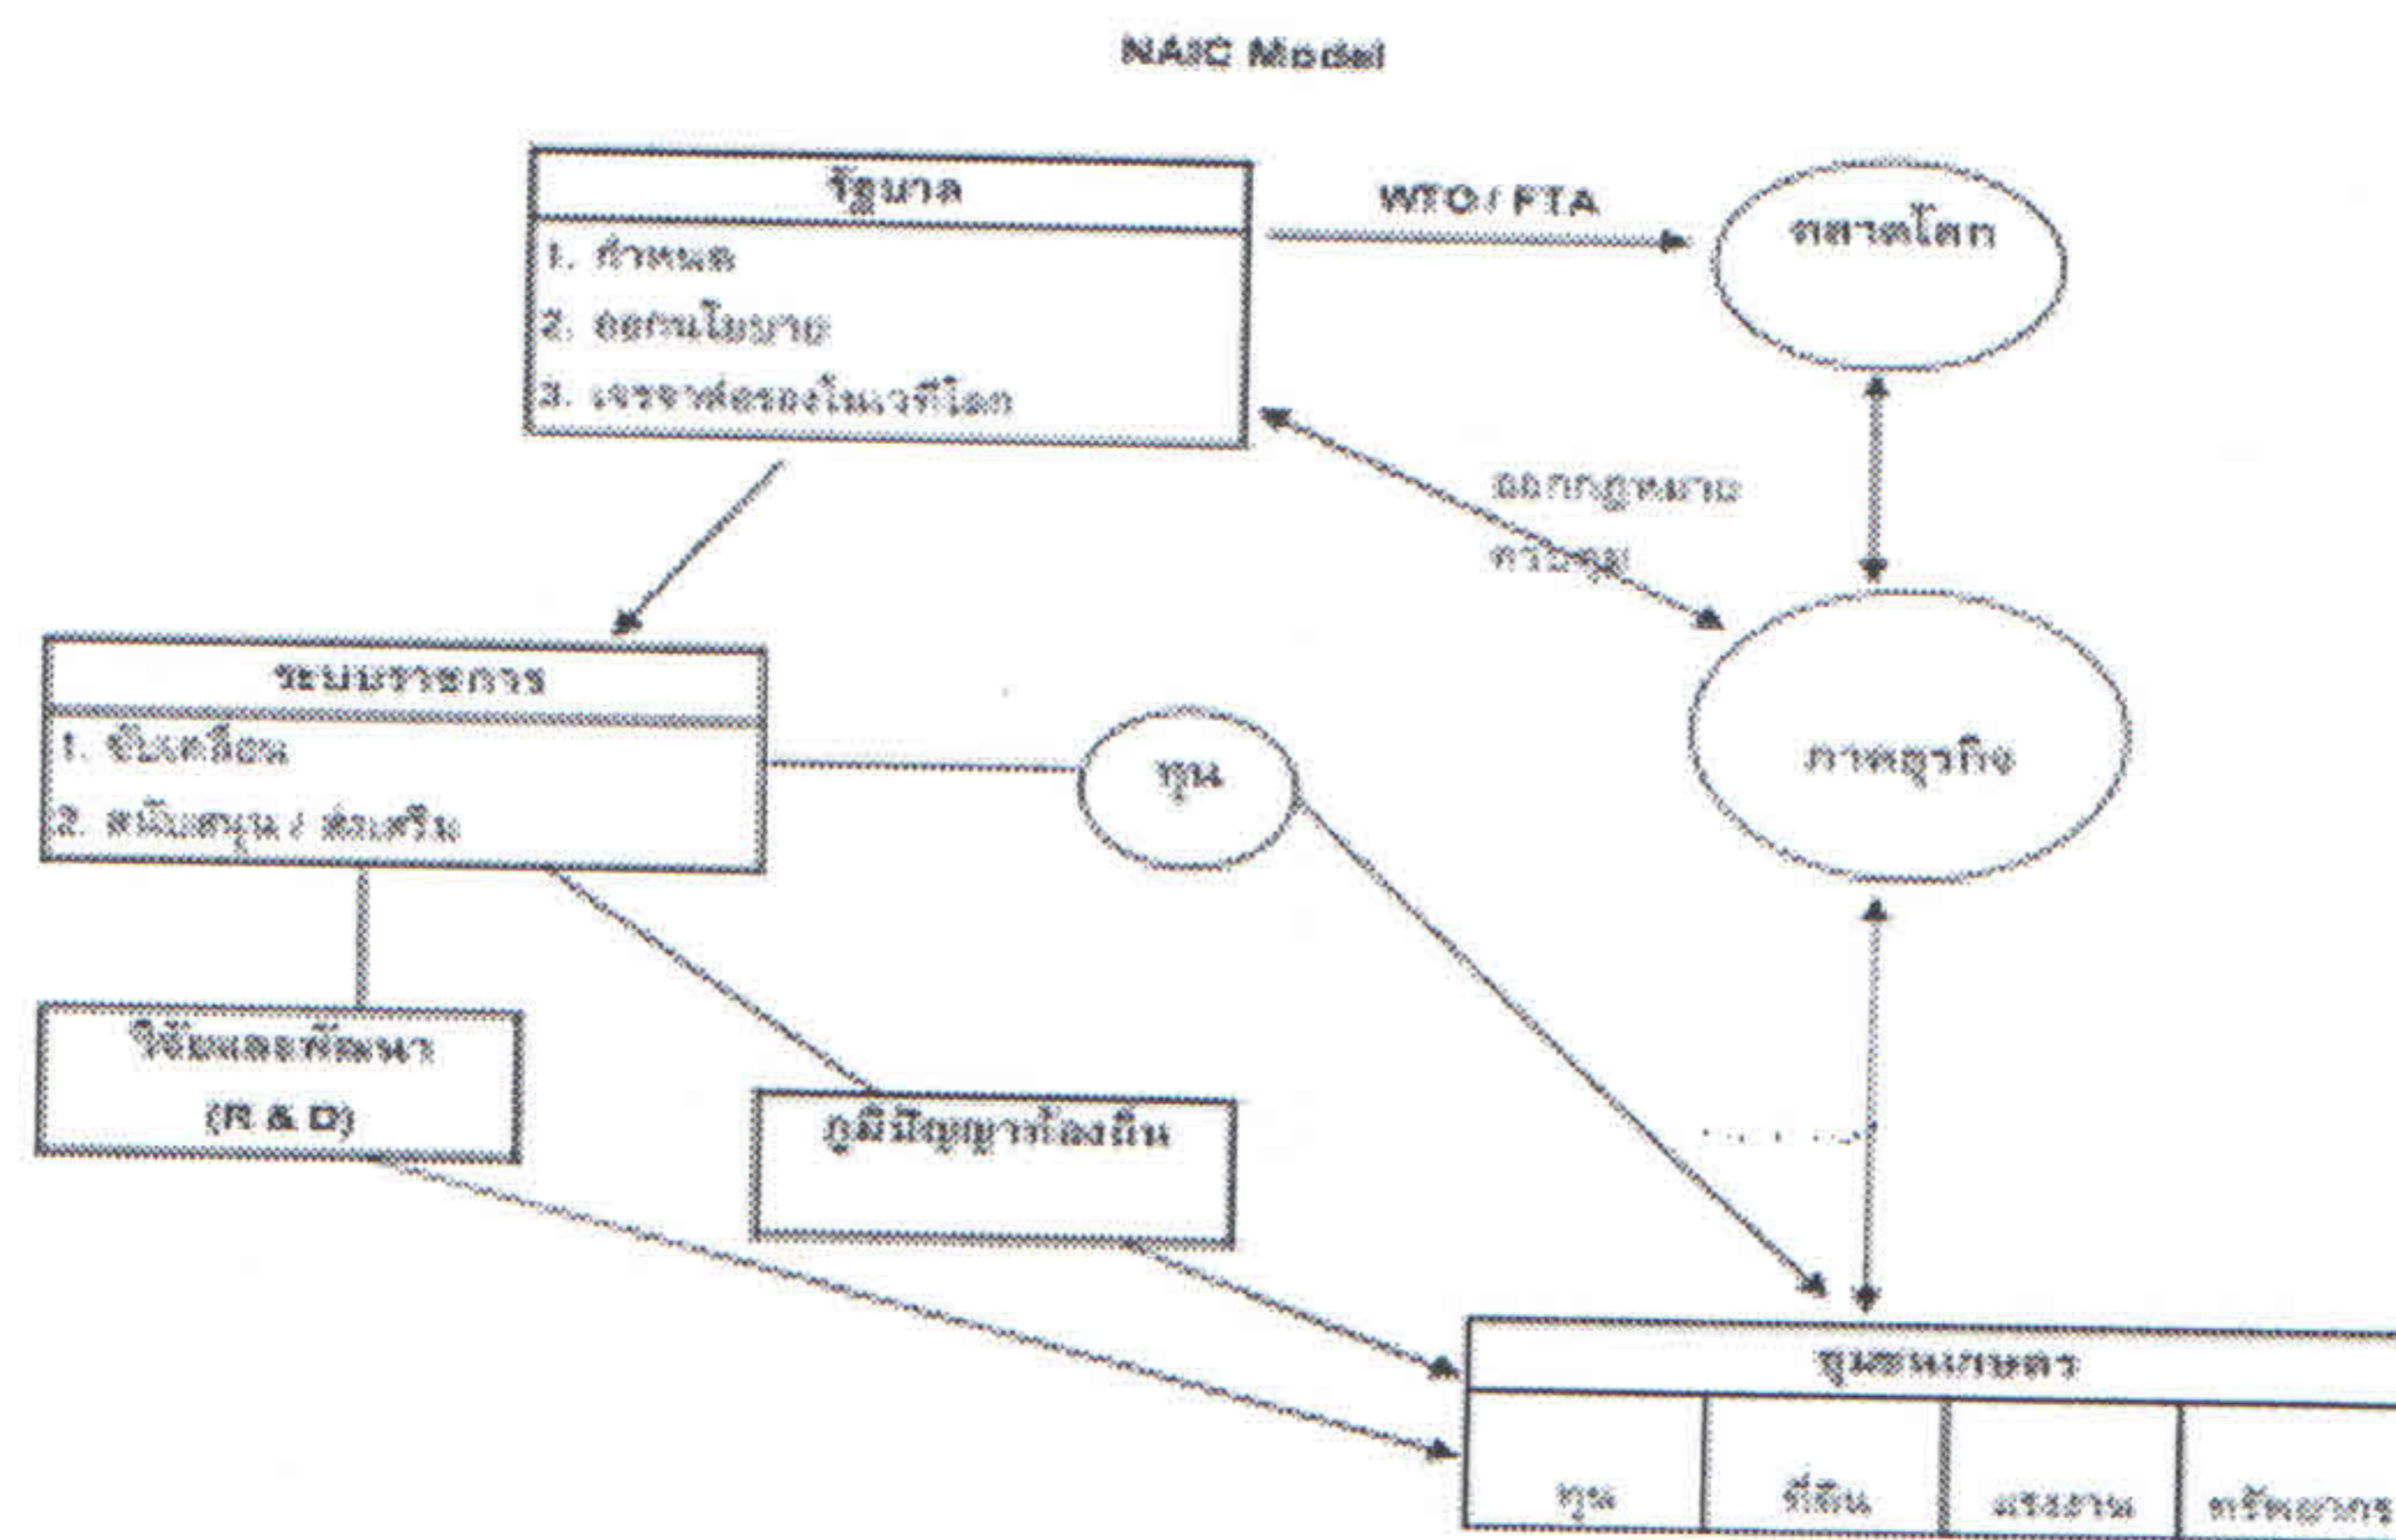 NAIC Model
รัฐบาล
1. กำหนด
2. ออกนโยบาย
3. เจรจาต่อรองในเวทีโลก
WTO / FTA
ตลาดโลก
ออกกฎหมาย
ควบคุม
ระบบราชการ
1. ขับเคลื่อน
2. สนับสนุน / ส่งเสริม
ทุน
ภาคธุรกิจ
วิจัยและพัฒนา
(R & D)
ภูมิปัญญาท้องถิ่น
ชุมชนเกษตร
ทุน
ที่ดิน
แรงงาน
ทรัพยากร